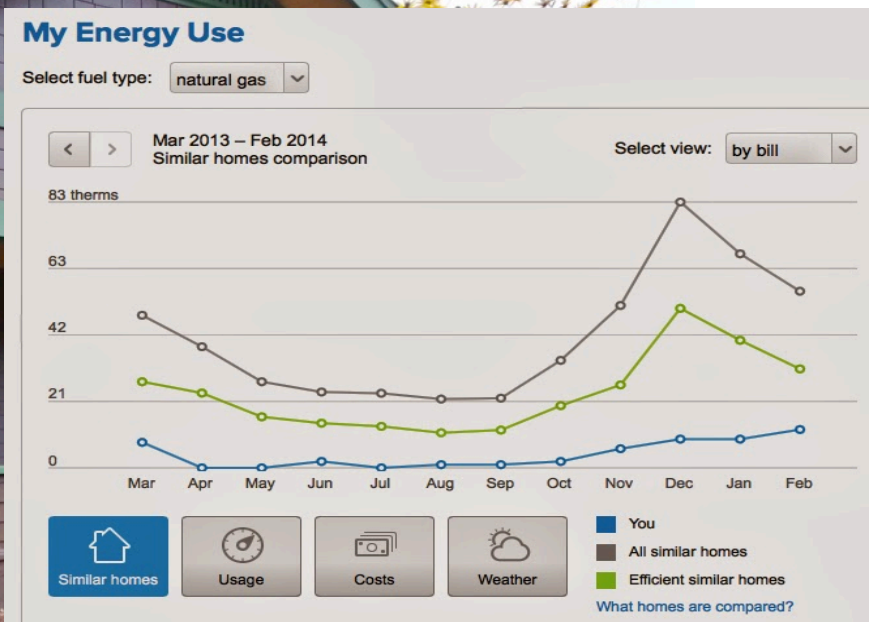 My Energy Use
Select fuel type: natural gas
< > Mar 2013 – Feb 2014
Similar homes comparison
Select view: by bill
83 therms
63
42
21
0
Mar Apr May Jun Jul Aug Sep Oct Nov Dec Jan Feb
Similar homes
Usage
Costs
Weather
You
All similar homes
Efficient similar homes
What homes are compared?